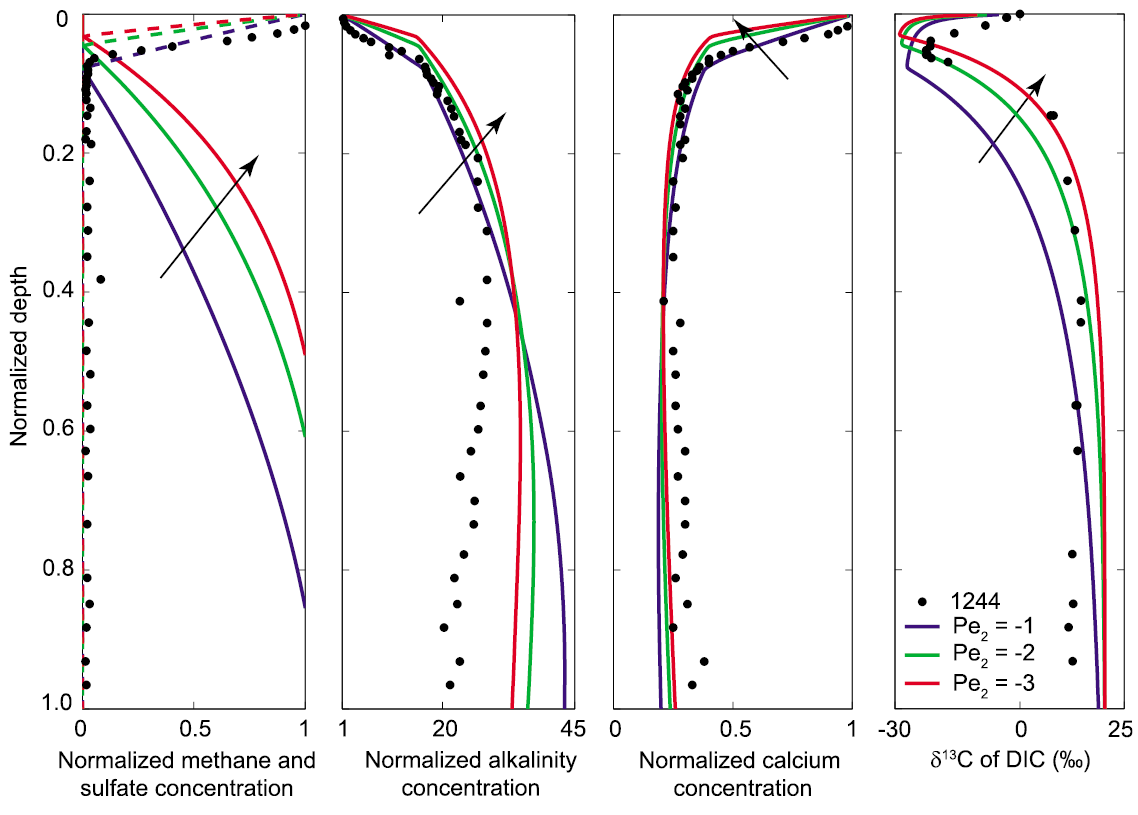 0
0.2
0.4
0.6
0.8
1.0
Normalized depth
0 0.5 1
Normalized methane and
sulfate concentration
1 20 45
Normalized alkalinity
concentration
0 0.5 1
Normalized calcium
concentration
1244
Pe₂ = -1
Pe₂ = -2
Pe₂ = -3
-30 0 25
δ¹³C of DIC (‰)